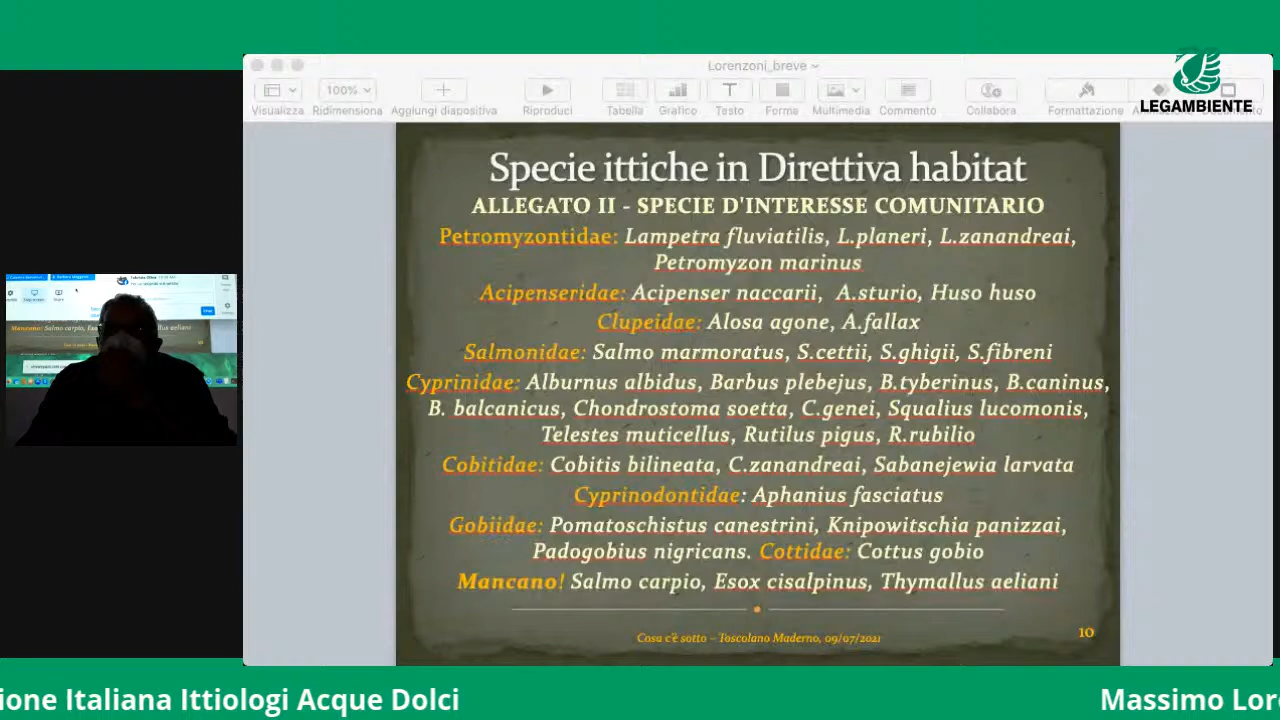 Lorenzoni_breve
100%
Visualizza Ridimensiona Aggiungi diapositiva Riproduci Tabella Grafico Testo Forma Multimedia Commento Collabora Formattazione
LEGAMBIENTE
Specie ittiche in Direttiva habitat
ALLEGATO II - SPECIE D'INTERESSE COMUNITARIO
Petromyzontidae: Lampetra fluviatilis, L.planeri, L.zanandreai,
Petromyzon marinus
Acipenseridae: Acipenser naccarii, A.sturio, Huso huso
Clupeidae: Alosa agone, A.fallax
Salmonidae: Salmo marmoratus, S.cettii, S.ghigii, S.fibreni
Cyprinidae: Alburnus albidus, Barbus plebejus, B.tyberinus, B.caninus,
B. balcanicus, Chondrostoma soetta, C.genei, Squalius lucomonis,
Telestes muticellus, Rutilus pigus, R.rubilio
Cobitidae: Cobitis bilineata, C.zanandreai, Sabanejewia larvata
Cyprinodontidae: Aphanius fasciatus
Gobiidae: Pomatoschistus canestrini, Knipowitschia panizzai,
Padogobius nigricans. Cottidae: Cottus gobio
Mancano! Salmo carpio, Esox cisalpinus, Thymallus aeliani
Cosa c'è sotto – Toscolano Maderno, 09/07/2021
10
ione Italiana Ittiologi Acque Dolci
Massimo Lor